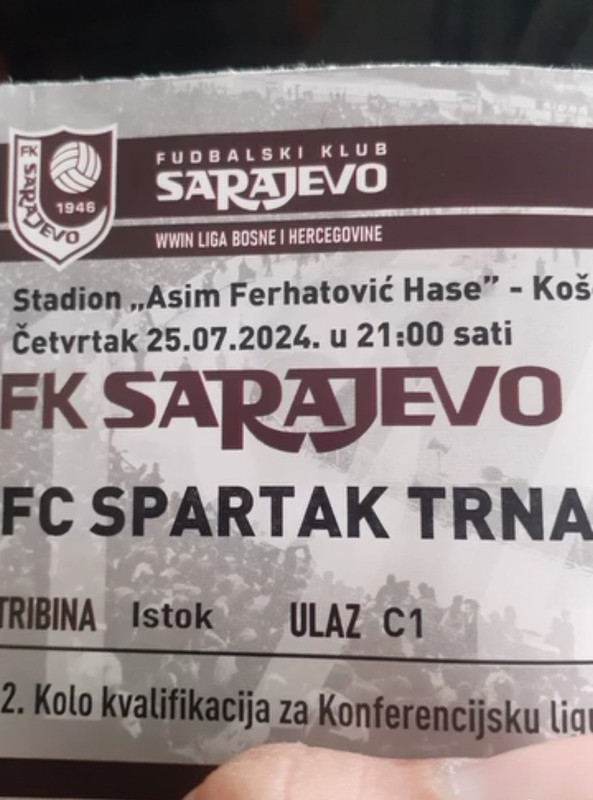 FK SARAJEVO
1946
FUDBALSKI KLUB
SARAJEVO
WWIN LIGA BOSNE I HERCEGOVINE
Stadion „Asim Ferhatović Hase” - Koš
Četvrtak 25.07.2024. u 21:00 sati
FK SARAJEVO
FC SPARTAK TRNA
TRIBINA Istok ULAZ C1
2. Kolo kvalifikacija za Konferencijsku ligu